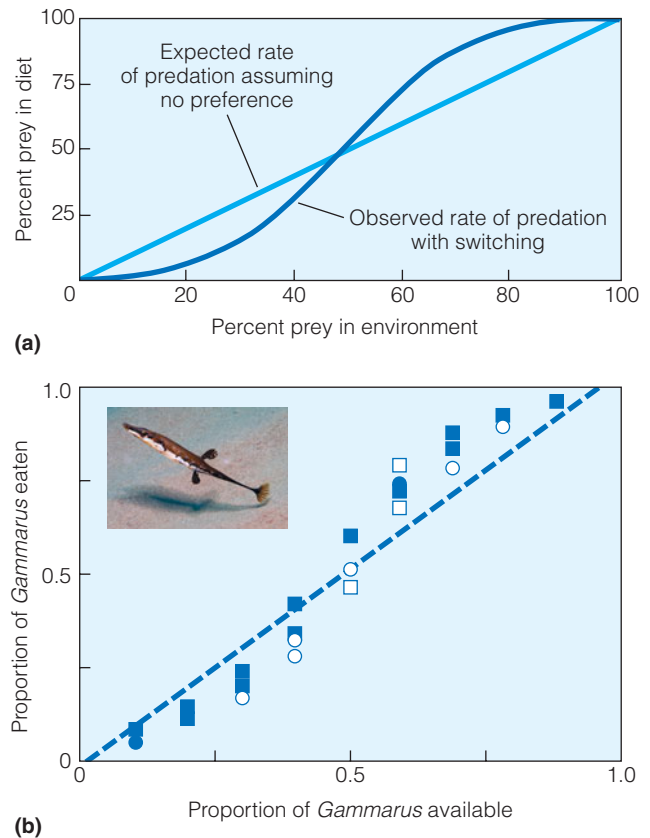 100
75
50
25
0
20
40
60
80
100
Percent prey in diet
Expected rate
of predation assuming
no preference
Observed rate of predation
with switching
Percent prey in environment
(a)
1.0
0.5
0
0.5
1.0
Proportion of Gammarus eaten
Proportion of Gammarus available
(b)